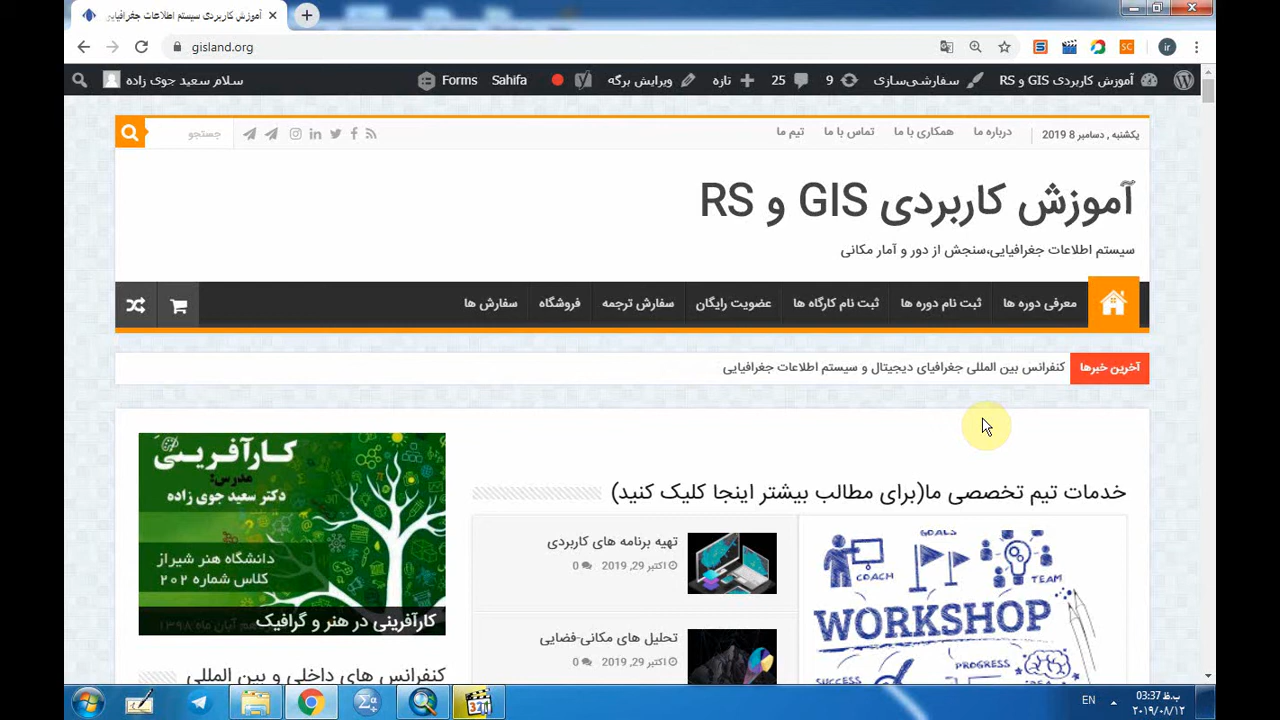 آموزش کاربردی سیستم اطلاعات جغرافیایی
gisland.org
SC
ir
آموزش کاربردی GIS و RS
سفارشی‌سازی
9
25
تازه
ویرایش برگه
Sahifa
Forms
سلام سعید جوی زاده
یکشنبه , دسامبر 8 2019
درباره ما
همکاری با ما
تماس با ما
تیم ما
جستجو
آموزش کاربردی GIS و RS
سیستم اطلاعات جغرافیایی،سنجش از دور و آمار مکانی
معرفی دوره ها
ثبت نام دوره ها
ثبت نام کارگاه ها
عضویت رایگان
سفارش ترجمه
فروشگاه
سفارش ها
آخرین خبرها
کنفرانس بین المللی جغرافیای دیجیتال و سیستم اطلاعات جغرافیایی
خدمات تیم تخصصی ما(برای مطالب بیشتر اینجا کلیک کنید)
GOALS
COACH
TEAM
WORKSHOP
PROGRESS
SUCCESS
IDEA
تهیه برنامه های کاربردی
اکتبر 29, 2019
0
تحلیل های مکانی-فضایی
اکتبر 29, 2019
0
کارآفرینی
مدرس:
دکتر سعید جوی زاده
دانشگاه هنر شیراز
کلاس شماره ۲۰۲
کارآفرینی در هنر و گرافیک
کنفرانس های داخلی و بین المللی
EN
03:37 ب.ظ
۲۰۱۹/۰۸/۱۲